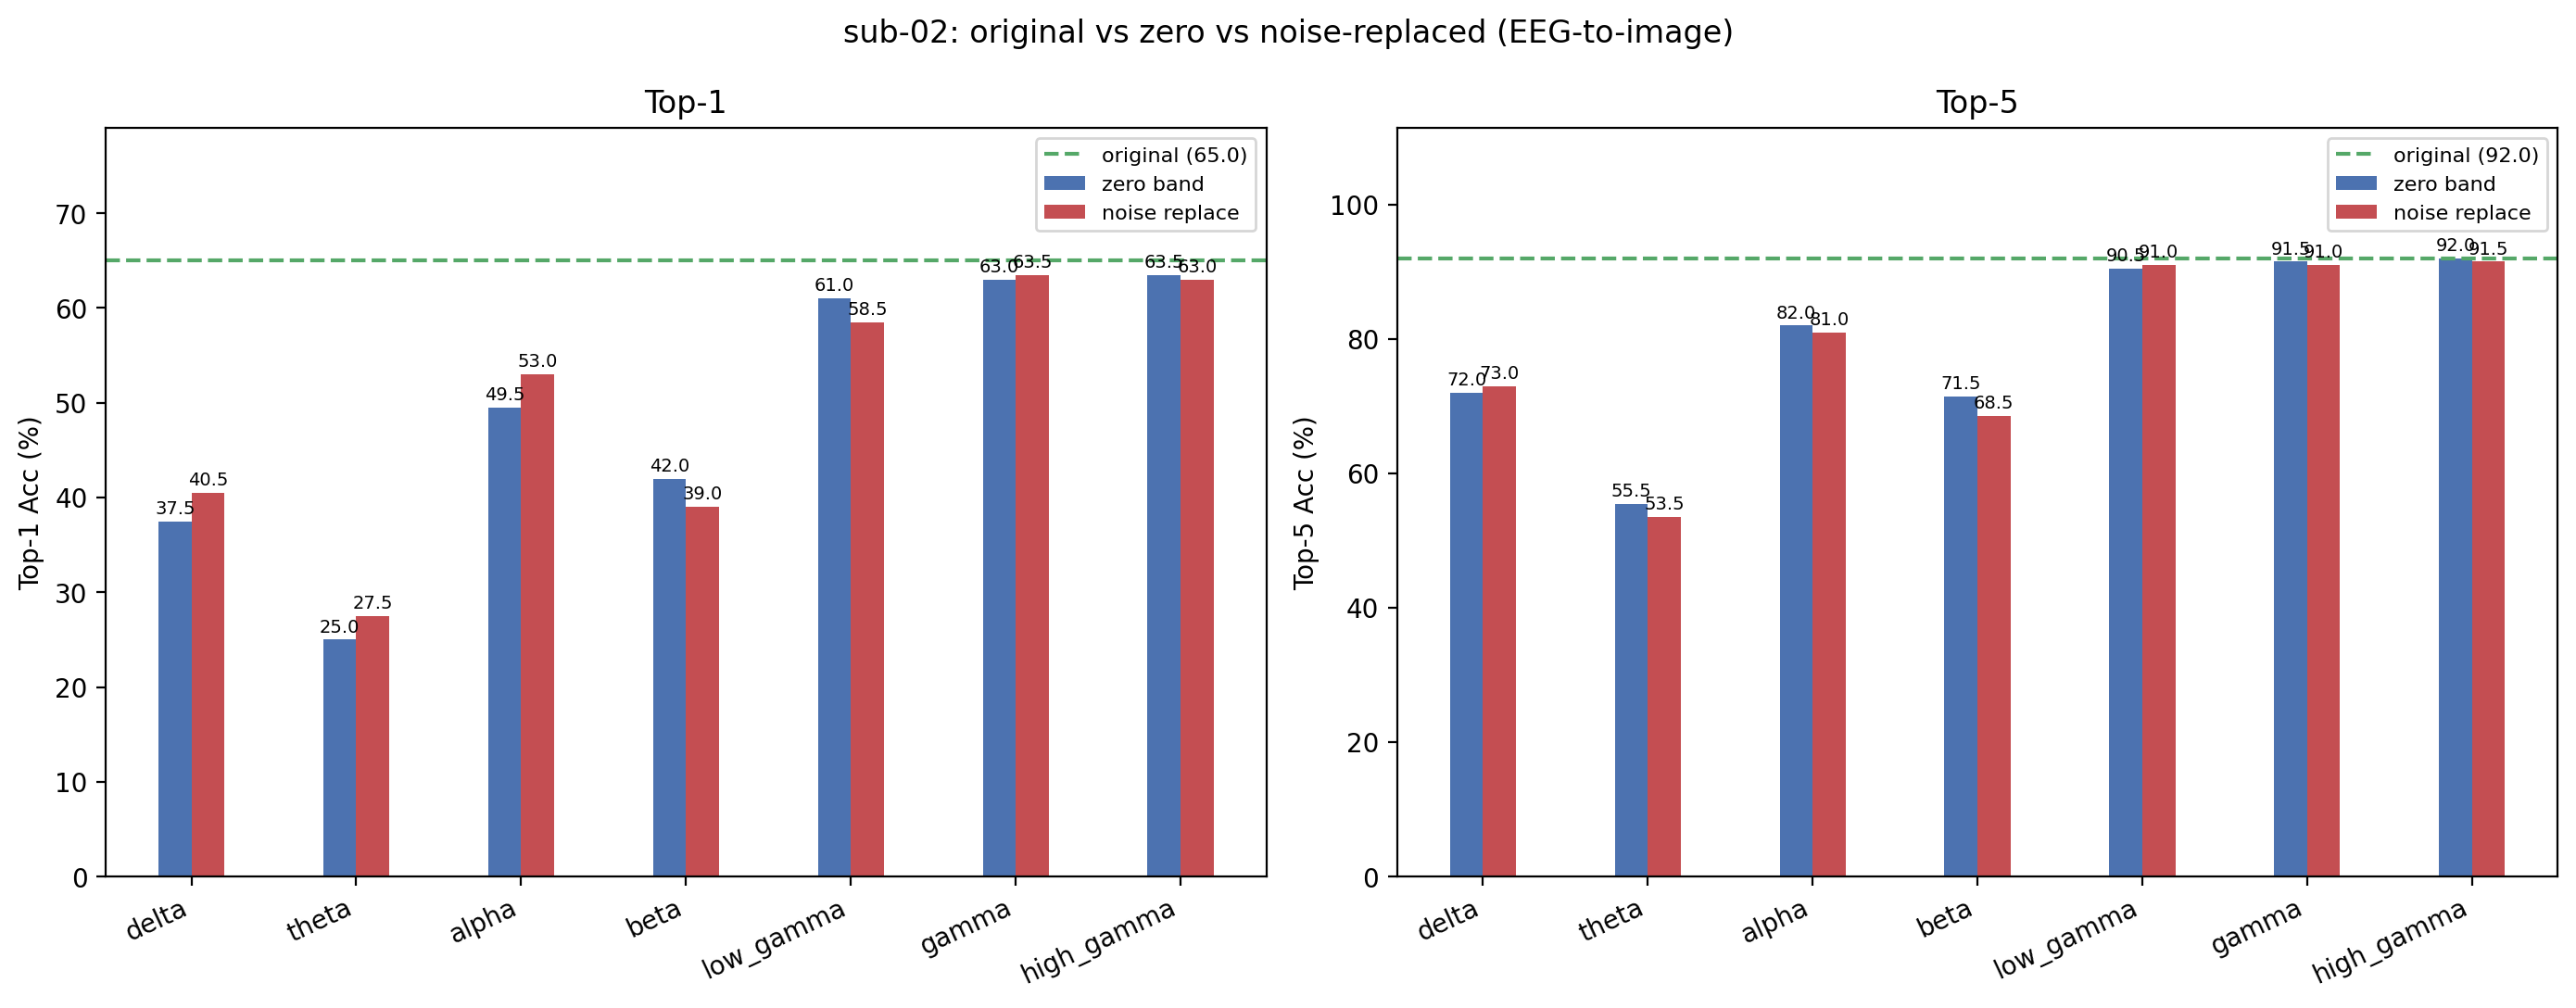 sub-02: original vs zero vs noise-replaced (EEG-to-image)
Top-1
original (65.0)
zero band
noise replace
Top-1 Acc (%)
70
60
50
40
30
20
10
0
37.5
40.5
25.0
27.5
49.5
53.0
42.0
39.0
61.0
58.5
63.0
63.5
63.5
63.0
delta
theta
alpha
beta
low_gamma
gamma
high_gamma
Top-5
original (92.0)
zero band
noise replace
Top-5 Acc (%)
100
80
60
40
20
0
72.0
73.0
55.5
53.5
82.0
81.0
71.5
68.5
90.5
91.0
91.5
91.0
92.0
91.5
delta
theta
alpha
beta
low_gamma
gamma
high_gamma